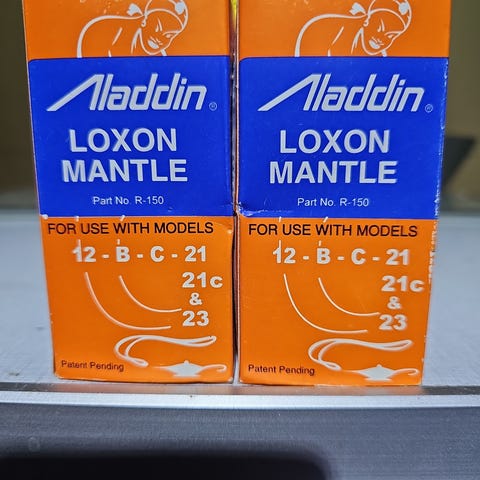 Aladdin®
LOXON
MANTLE
Part No. R-150
FOR USE WITH MODELS
12 - B - C - 21
21c
&
23
Patent Pending
Aladdin®
LOXON
MANTLE
Part No. R-150
FOR USE WITH MODELS
12 - B - C - 21
21c
&
23
Patent Pending